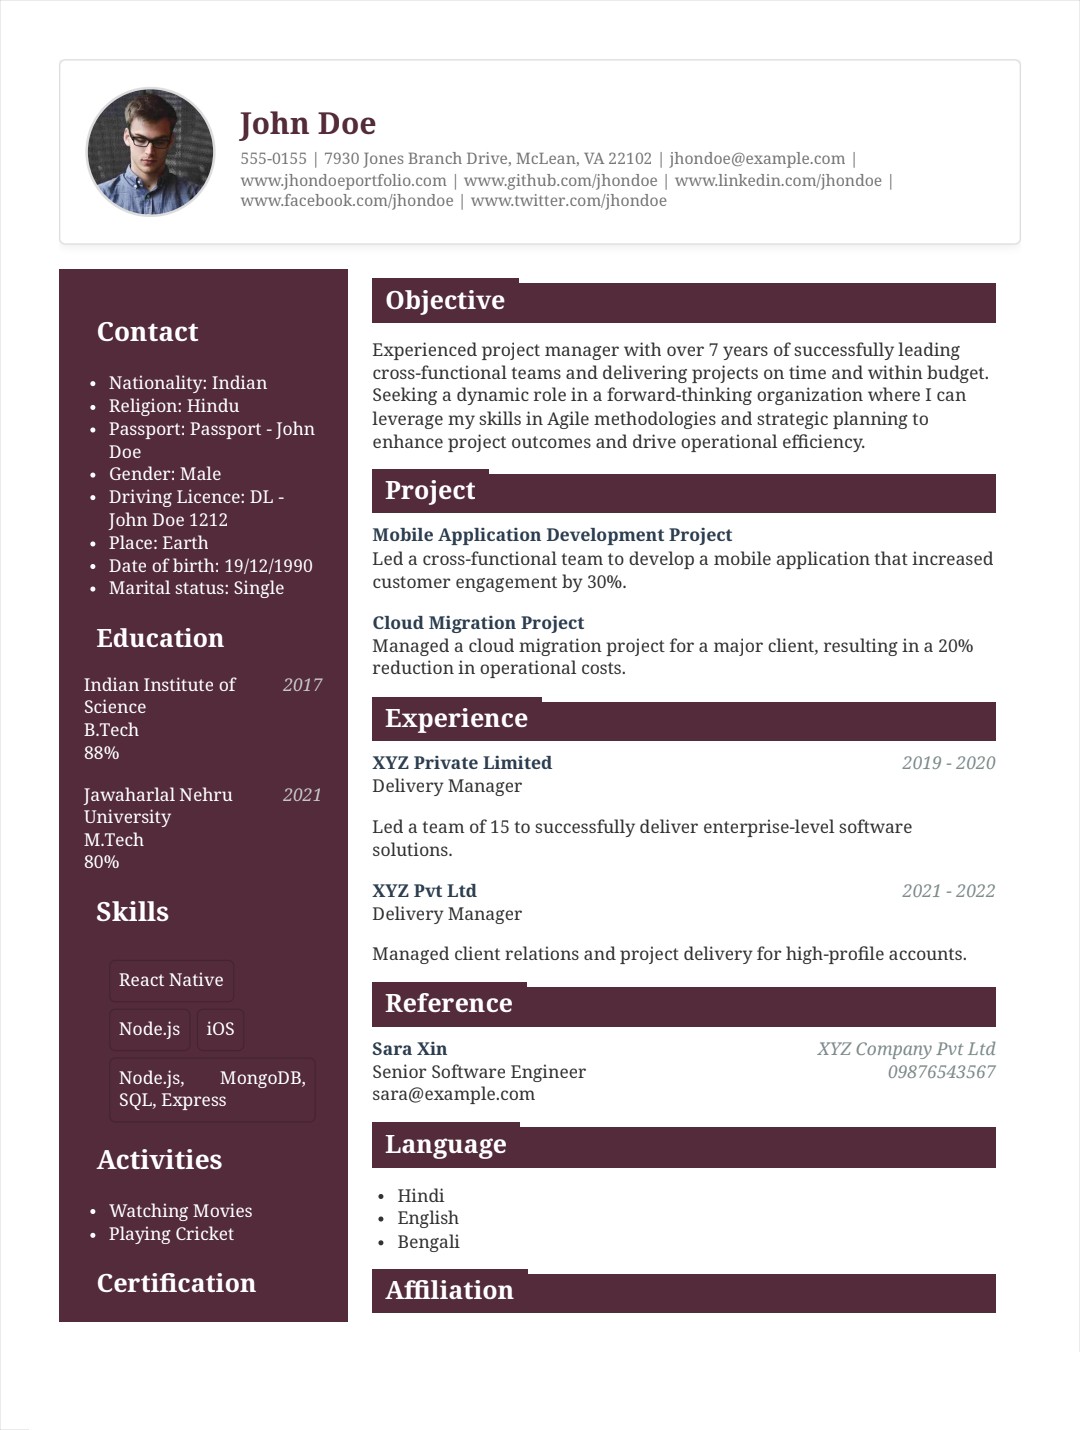 John Doe
555-0155 | 7930 Jones Branch Drive, McLean, VA 22102 | jhondoe@example.com |
www.jhondoeportfolio.com | www.github.com/jhondoe | www.linkedin.com/jhondoe |
www.facebook.com/jhondoe | www.twitter.com/jhondoe
Contact
• Nationality: Indian
• Religion: Hindu
• Passport: Passport - John
Doe
• Gender: Male
• Driving Licence: DL -
John Doe 1212
• Place: Earth
• Date of birth: 19/12/1990
• Marital status: Single
Education
Indian Institute of 2017
Science
B.Tech
88%
Jawaharlal Nehru 2021
University
M.Tech
80%
Skills
React Native
Node.js iOS
Node.js, MongoDB,
SQL, Express
Activities
• Watching Movies
• Playing Cricket
Certification
Objective
Experienced project manager with over 7 years of successfully leading
cross-functional teams and delivering projects on time and within budget.
Seeking a dynamic role in a forward-thinking organization where I can
leverage my skills in Agile methodologies and strategic planning to
enhance project outcomes and drive operational efficiency.
Project
Mobile Application Development Project
Led a cross-functional team to develop a mobile application that increased
customer engagement by 30%.
Cloud Migration Project
Managed a cloud migration project for a major client, resulting in a 20%
reduction in operational costs.
Experience
XYZ Private Limited 2019 - 2020
Delivery Manager
Led a team of 15 to successfully deliver enterprise-level software
solutions.
XYZ Pvt Ltd 2021 - 2022
Delivery Manager
Managed client relations and project delivery for high-profile accounts.
Reference
Sara Xin XYZ Company Pvt Ltd
Senior Software Engineer 09876543567
sara@example.com
Language
• Hindi
• English
• Bengali
Affiliation